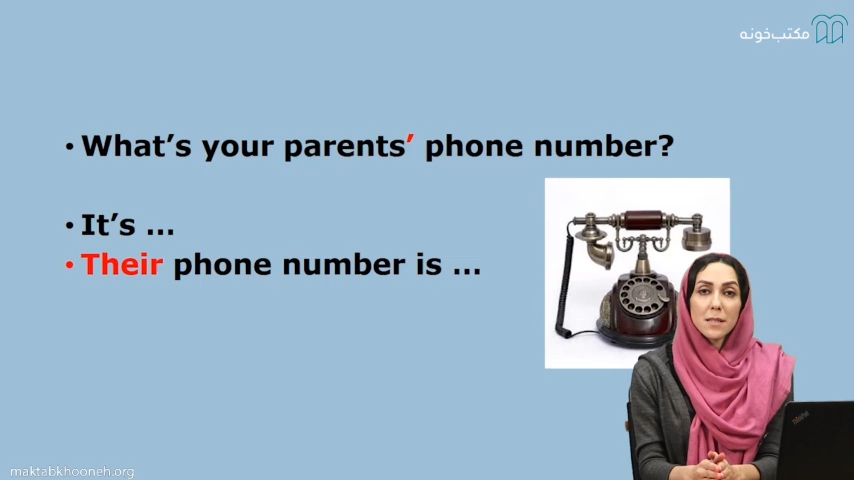 مکتب‌خونه
• What’s your parents’ phone number?
• It’s ...
• Their phone number is ...
maktabkhooneh.org